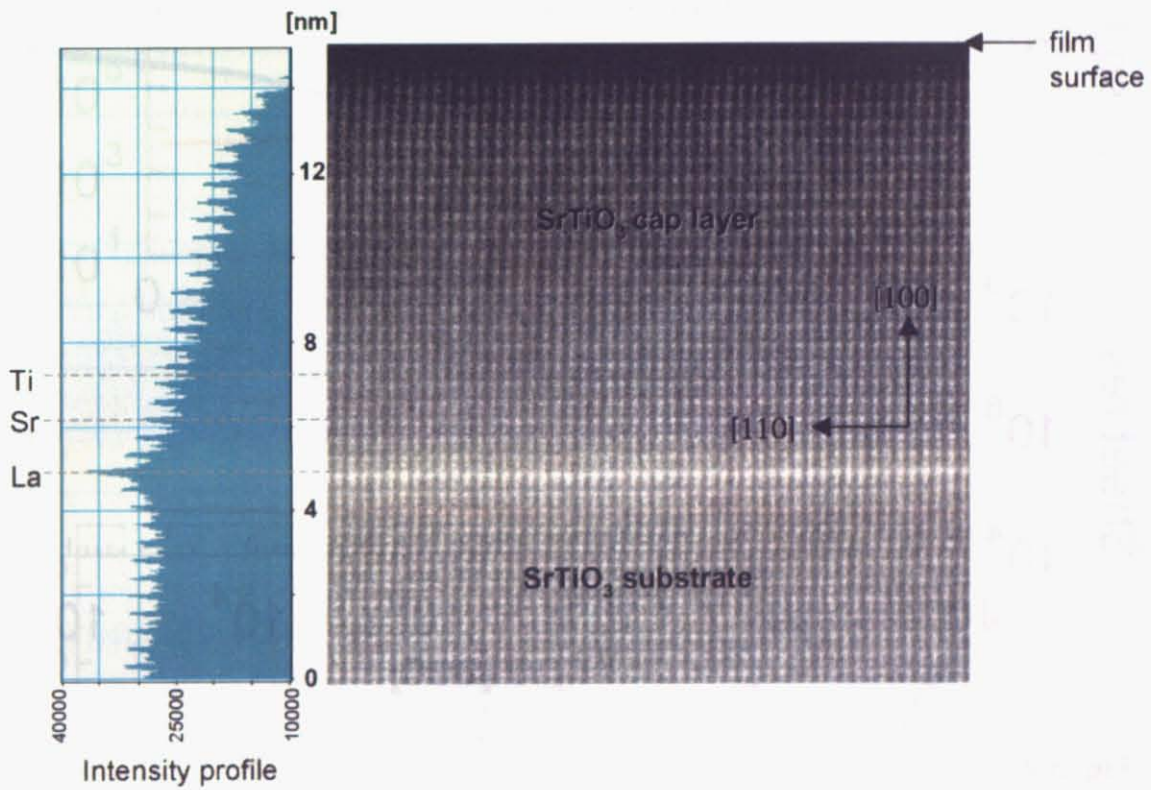 [nm]
film
surface
12
SrTiO₃ cap layer
[100]
8
Ti
Sr
[110]
La
4
SrTiO₃ substrate
0
40000
25000
10000
Intensity profile